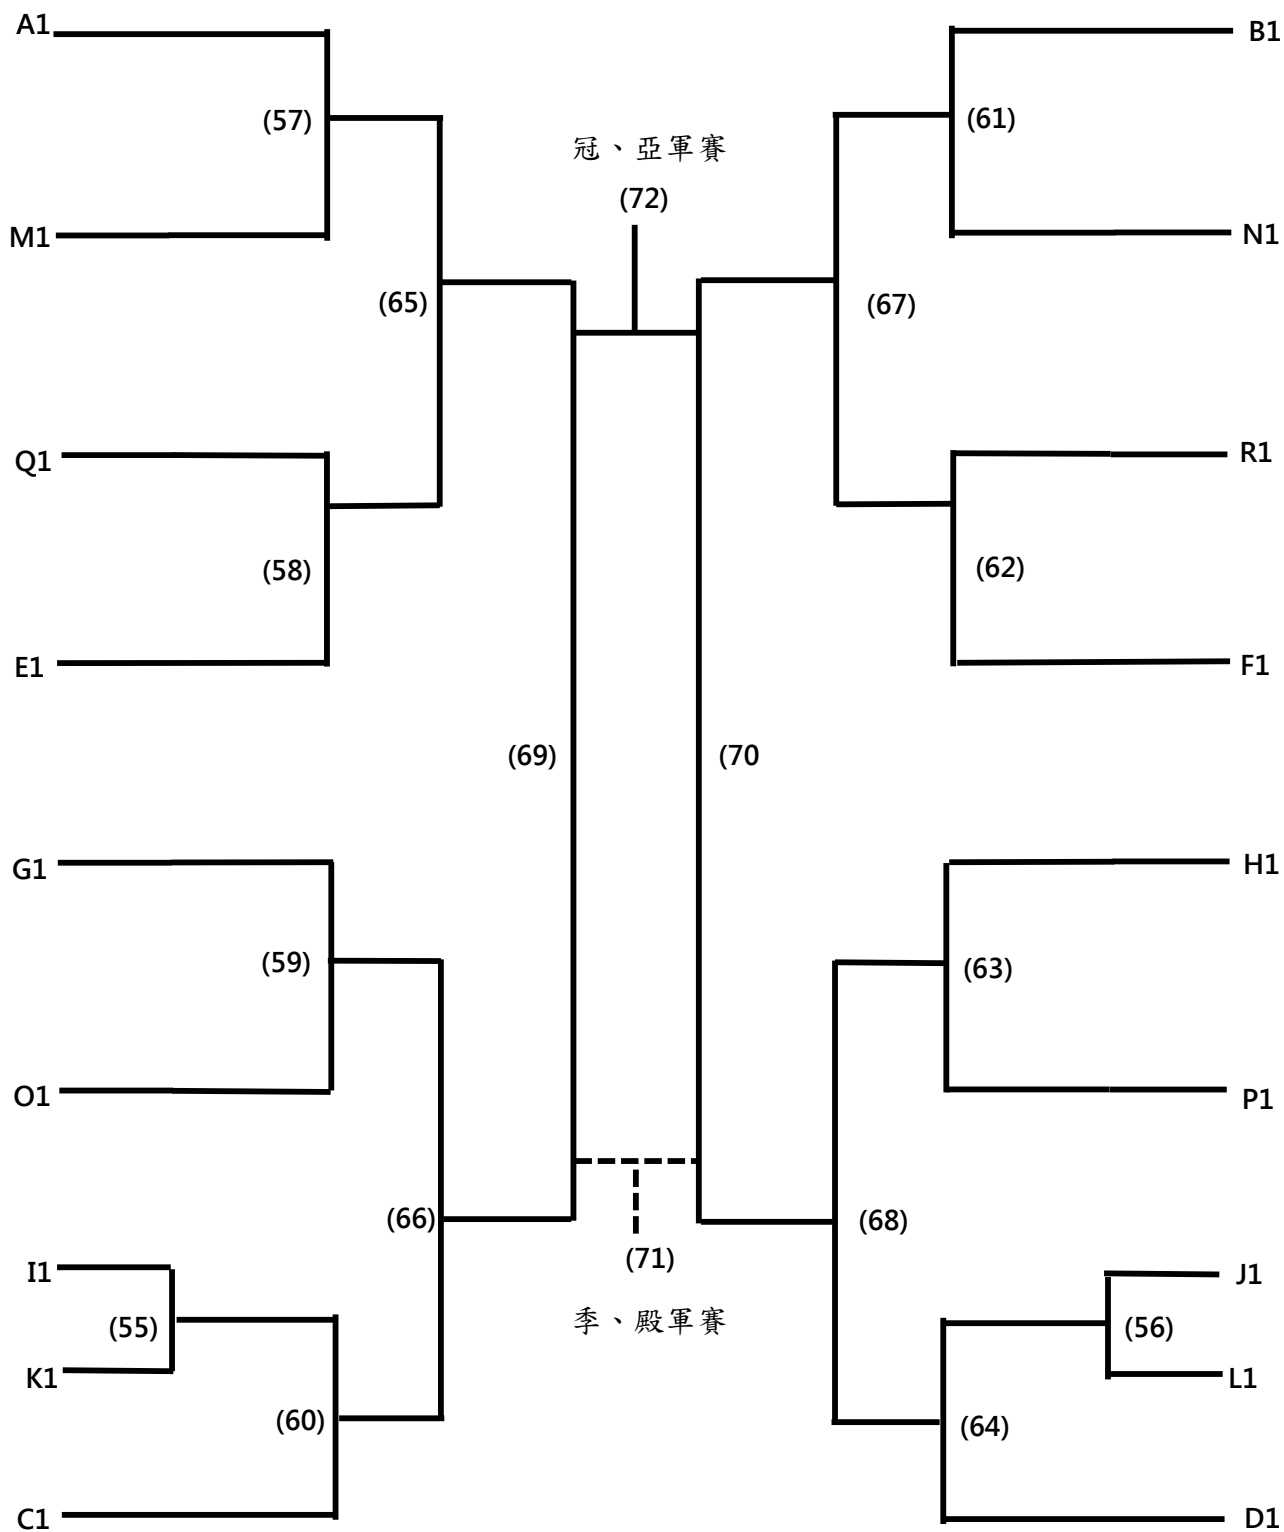 A1
B1
(57)
(61)
冠、亞軍賽
(72)
M1
N1
(65)
(67)
Q1
R1
(58)
(62)
E1
F1
(69)
(70
G1
H1
(59)
(63)
O1
P1
(66)
(68)
(71)
I1
J1
季、殿軍賽
(55)
(56)
K1
L1
(60)
(64)
C1
D1